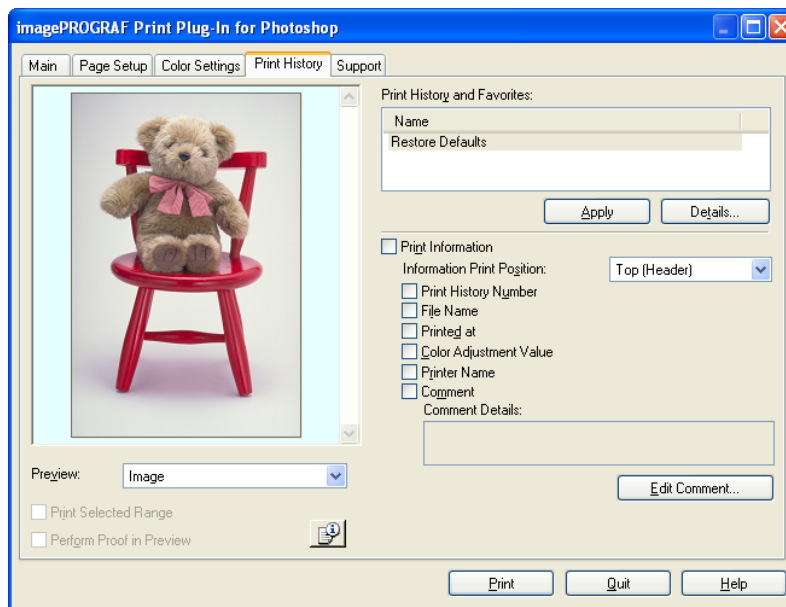 imagePROGRAF Print Plug-In for Photoshop
Main Page Setup Color Settings Print History Support
Print History and Favorites:
Name
Restore Defaults
Apply Details...
Print Information
Information Print Position: Top (Header)
Print History Number
File Name
Printed at
Color Adjustment Value
Printer Name
Comment
Comment Details:
Edit Comment...
Preview: Image
Print Selected Range
Perform Proof in Preview
Print Quit Help